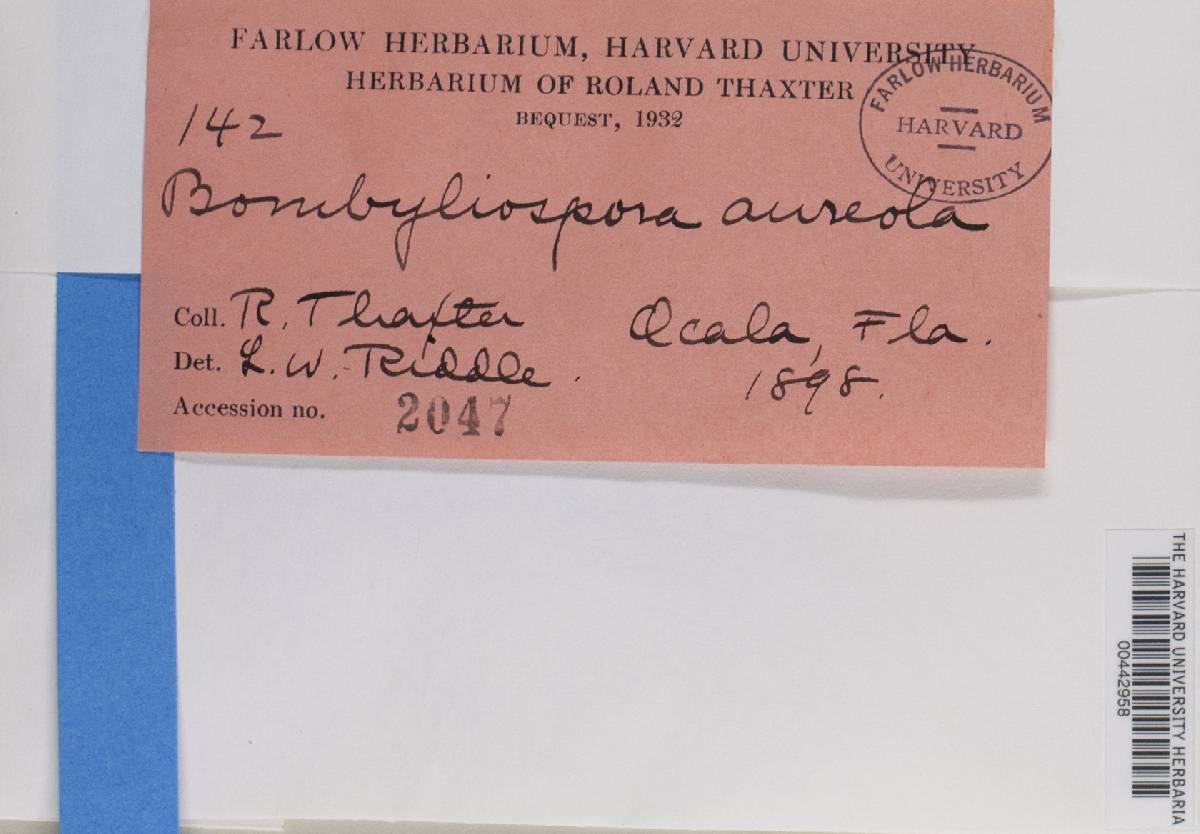 FARLOW HERBARIUM, HARVARD UNIVERSITY
HERBARIUM OF ROLAND THAXTER
BEQUEST, 1932
FARLOW HERBARIUM
HARVARD
UNIVERSITY
142
Bombyliospora aureola
Coll. R. Thaxter
Ocala, Fla.
Det. L. W. Riddle.
1898.
Accession no. 2047
THE HARVARD UNIVERSITY HERBARIA
00442958